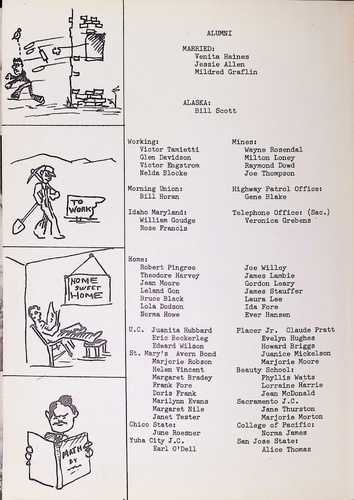 ALUMNI
MARRIED:
Venita Haines
Jessie Allen
Mildred Graflin
ALASKA:
Bill Scott
Working:
Victor Tamietti
Glen Davidson
Victor Engstrom
Nelda Blocke
Mines:
Wayne Rosendal
Milton Loney
Raymond Dowd
Joe Thompson
TO WORK
Morning Union:
Bill Horan
Highway Patrol Office:
Gene Blake
Idaho Maryland:
William Goudge
Rose Francis
Telephone Office: (Sac.)
Veronica Grebens
HOME
SWEET
HOME
Home:
Robert Pingree
Theodore Harvey
Jean Moore
Leland Gon
Bruce Black
Lola Dodson
Norma Howe
Joe Willey
James Lambie
Gordon Leary
James Stauffer
Laura Lee
Ida Fore
Ever Hansen
U.C. Juanita Hubbard
Eric Beckerleg
Edward Wilson
St. Mary's Avern Bond
Marjorie Robson
Helen Vincent
Margaret Bradey
Frank Fore
Doris Frank
Marilynn Evans
Margaret Nile
Janet Tester
Chico State:
June Roesner
Yuba City J.C.
Earl O'Dell
Placer Jr. Claude Pratt
Evelyn Hughes
Howard Briggs
Juanice Mickelson
Marjorie Moore
Beauty School:
Phyllis Watts
Lorraine Harrie
Jean McDonald
Sacramento J.C.
Jane Thurston
Marjorie Morton
College of Pacific:
Norma James
San Jose State:
Alice Thomas
MATH
BY